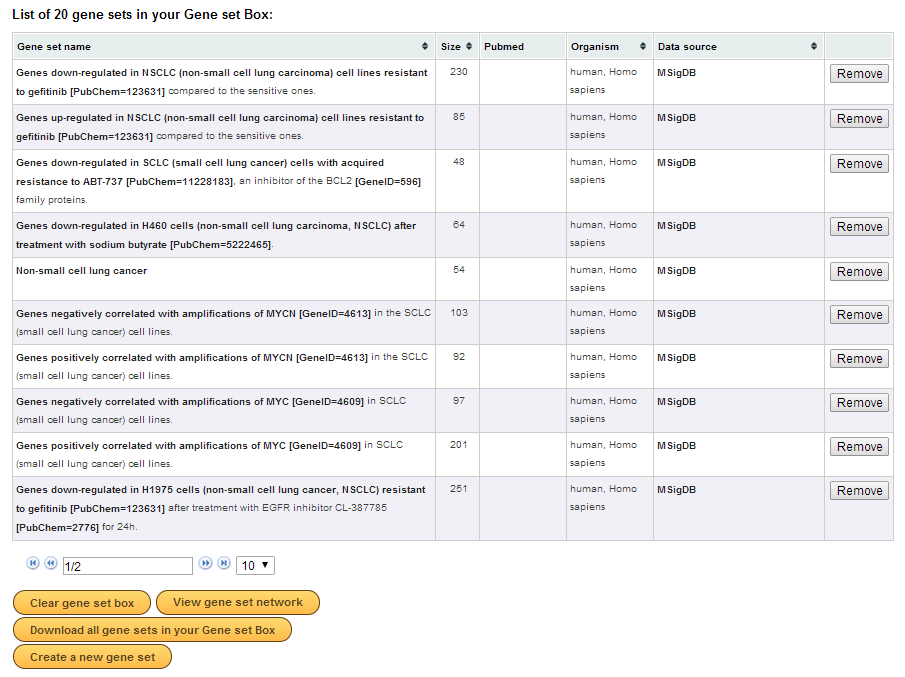 List of 20 gene sets in your Gene set Box:
Gene set name Size Pubmed Organism Data source
Genes down-regulated in NSCLC (non-small cell lung carcinoma) cell lines resistant 230 human, Homo MSigDB Remove
to gefitinib [PubChem=123631] compared to the sensitive ones. sapiens
Genes up-regulated in NSCLC (non-small cell lung carcinoma) cell lines resistant to 85 human, Homo MSigDB Remove
gefitinib [PubChem=123631] compared to the sensitive ones. sapiens
Genes down-regulated in SCLC (small cell lung cancer) cells with acquired 48 human, Homo MSigDB Remove
resistance to ABT-737 [PubChem=11228183], an inhibitor of the BCL2 [GeneID=596] sapiens
family proteins.
Genes down-regulated in H460 cells (non-small cell lung carcinoma, NSCLC) after 64 human, Homo MSigDB Remove
treatment with sodium butyrate [PubChem=5222465]. sapiens
Non-small cell lung cancer 54 human, Homo MSigDB Remove
sapiens
Genes negatively correlated with amplifications of MYCN [GeneID=4613] in the SCLC 103 human, Homo MSigDB Remove
(small cell lung cancer) cell lines. sapiens
Genes positively correlated with amplifications of MYCN [GeneID=4613] in the SCLC 92 human, Homo MSigDB Remove
(small cell lung cancer) cell lines. sapiens
Genes negatively correlated with amplifications of MYC [GeneID=4609] in SCLC 97 human, Homo MSigDB Remove
(small cell lung cancer) cell lines. sapiens
Genes positively correlated with amplifications of MYC [GeneID=4609] in SCLC 201 human, Homo MSigDB Remove
(small cell lung cancer) cell lines. sapiens
Genes down-regulated in H1975 cells (non-small cell lung cancer, NSCLC) resistant 251 human, Homo MSigDB Remove
to gefitinib [PubChem=123631] after treatment with EGFR inhibitor CL-387785 sapiens
[PubChem=2776] for 24h.
1/2 10
Clear gene set box View gene set network
Download all gene sets in your Gene set Box
Create a new gene set